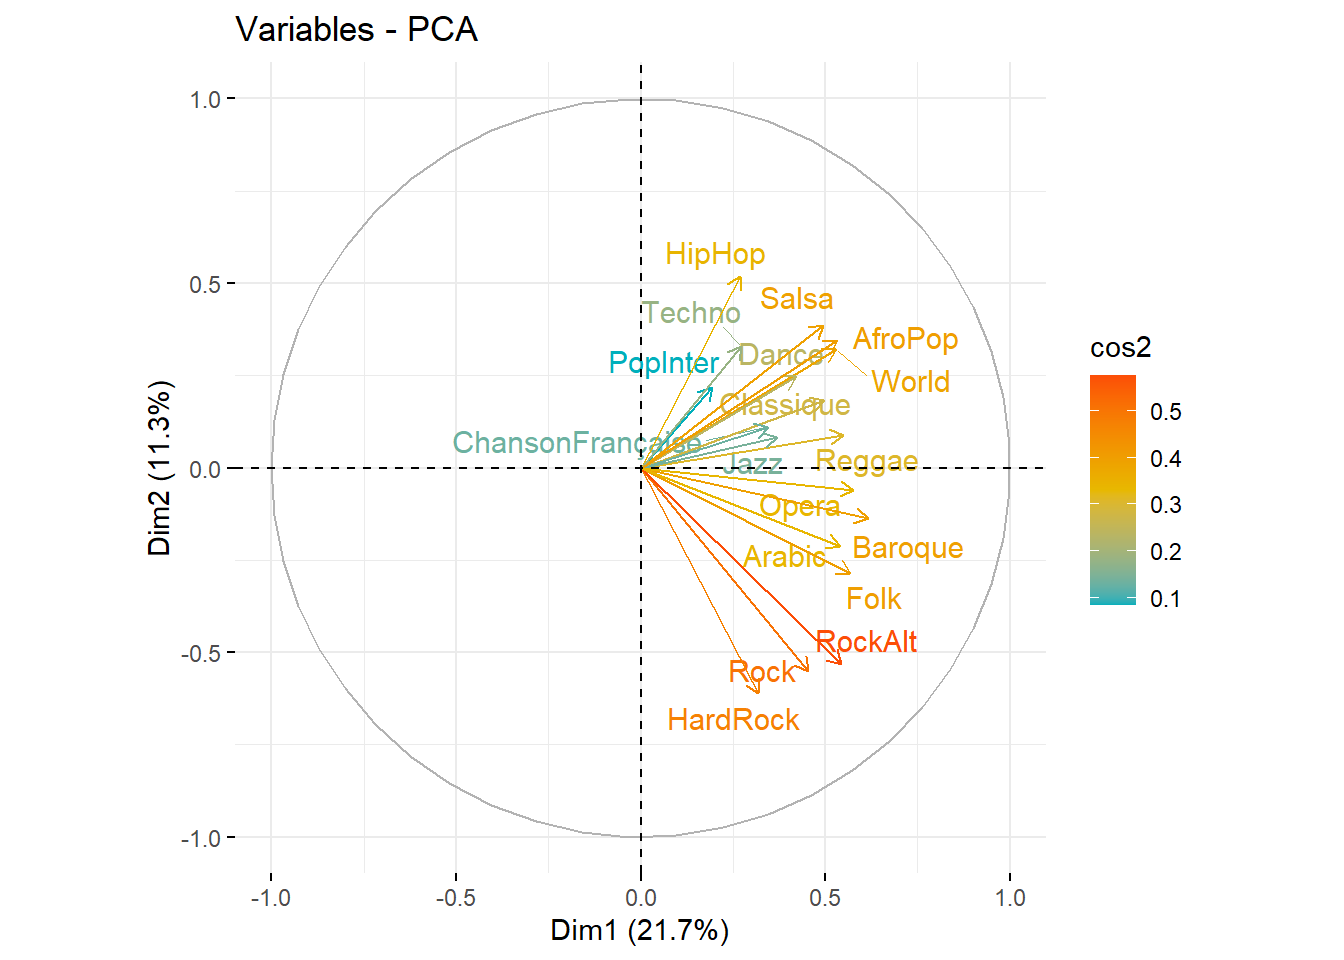 Variables - PCA
1.0
0.5
0.0
-0.5
-1.0
Dim2 (11.3%)
HipHop
Salsa
Techno
AfroPop
Dance
PopInter
World
Classique
ChansonFrançaise
Reggae
Jazz
Opera
Baroque
Arabic
Folk
RockAlt
Rock
HardRock
-1.0 -0.5 0.0 0.5 1.0
Dim1 (21.7%)
cos2
0.5
0.4
0.3
0.2
0.1